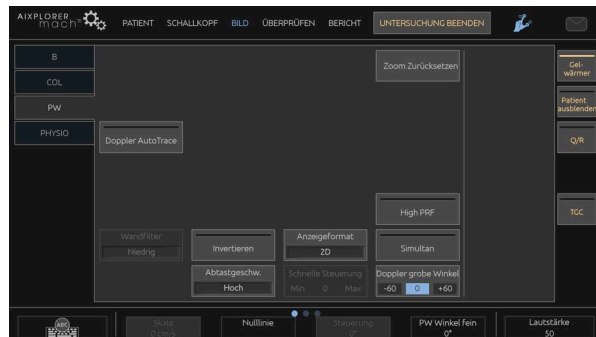 AIXPLORER
mach
PATIENT SCHALLKOPF BILD ÜBERPRÜFEN BERICHT UNTERSUCHUNG BEENDEN
B
COL
PW
PHYSIO
Zoom Zurücksetzen
Gel-
wärmer
Patient
ausblenden
Doppler AutoTrace
Q/R
High PRF
TGC
Wandfilter
Niedrig
Invertieren
Anzeigeformat
2D
Simultan
Abtastgeschw.
Hoch
Schnelle Steuerung
Min 0 Max
Doppler grobe Winkel
-60 0 +60
ABC
Skala
0 cm/s
Nulllinie
Steuerung
0°
PW Winkel fein
0°
Lautstärke
50